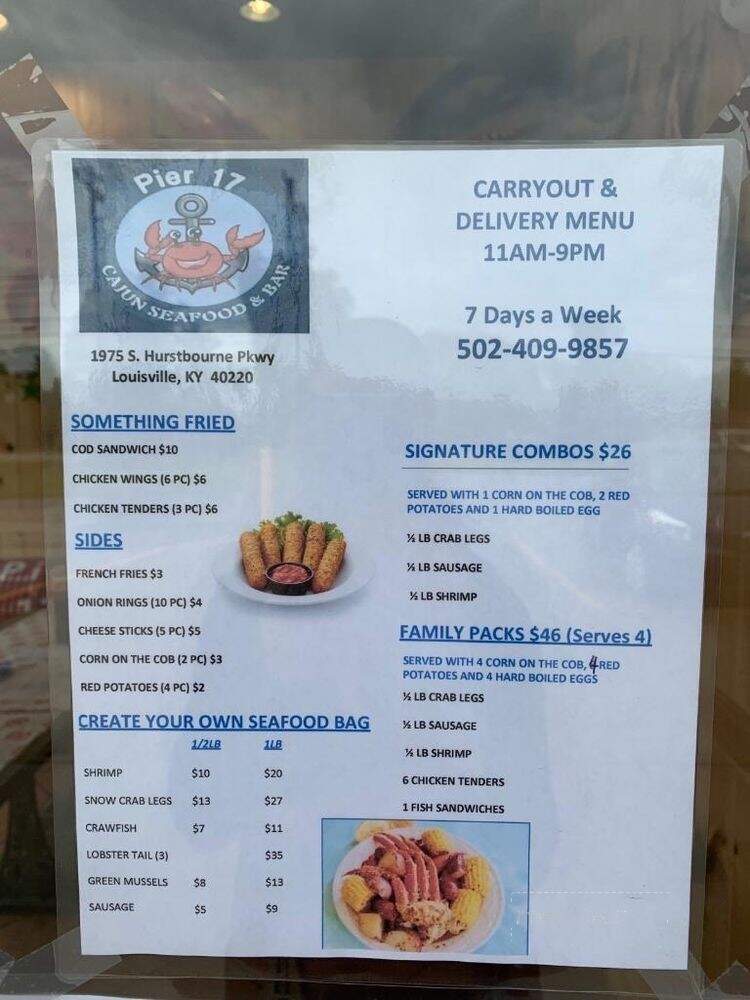 Pier 17
CAJUN SEAFOOD & BAR
1975 S. Hurstbourne Pkwy
Louisville, KY 40220
CARRYOUT &
DELIVERY MENU
11AM-9PM
7 Days a Week
502-409-9857
SOMETHING FRIED
COD SANDWICH $10
CHICKEN WINGS (6 PC) $6
CHICKEN TENDERS (3 PC) $6
SIDES
FRENCH FRIES $3
ONION RINGS (10 PC) $4
CHEESE STICKS (5 PC) $5
CORN ON THE COB (2 PC) $3
RED POTATOES (4 PC) $2
CREATE YOUR OWN SEAFOOD BAG
1/2LB 1LB
SHRIMP $10 $20
SNOW CRAB LEGS $13 $27
CRAWFISH $7 $11
LOBSTER TAIL (3) $35
GREEN MUSSELS $8 $13
SAUSAGE $5 $9
SIGNATURE COMBOS $26
SERVED WITH 1 CORN ON THE COB, 2 RED
POTATOES AND 1 HARD BOILED EGG
½ LB CRAB LEGS
½ LB SAUSAGE
½ LB SHRIMP
FAMILY PACKS $46 (Serves 4)
SERVED WITH 4 CORN ON THE COB, 4 RED
POTATOES AND 4 HARD BOILED EGGS
½ LB CRAB LEGS
½ LB SAUSAGE
½ LB SHRIMP
6 CHICKEN TENDERS
1 FISH SANDWICHES